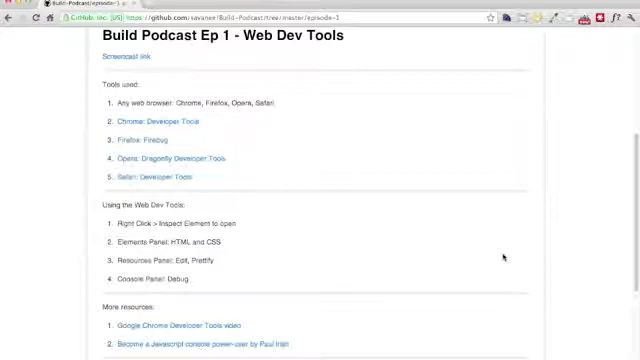 Build-Podcast/episode-1
GitHub, Inc. [US] https://github.com/sayanee/Build-Podcast/tree/master/episode-1
Build Podcast Ep 1 - Web Dev Tools
Screencast link
Tools used:
1. Any web browser: Chrome, Firefox, Opera, Safari
2. Chrome: Developer Tools
3. Firefox: Firebug
4. Opera: Dragonfly Developer Tools
5. Safari: Developer Tools
Using the Web Dev Tools:
1. Right Click > Inspect Element to open
2. Elements Panel: HTML and CSS
3. Resources Panel: Edit, Prettify
4. Console Panel: Debug
More resources:
1. Google Chrome Developer Tools video
2. Become a Javascript console power-user by Paul Irish